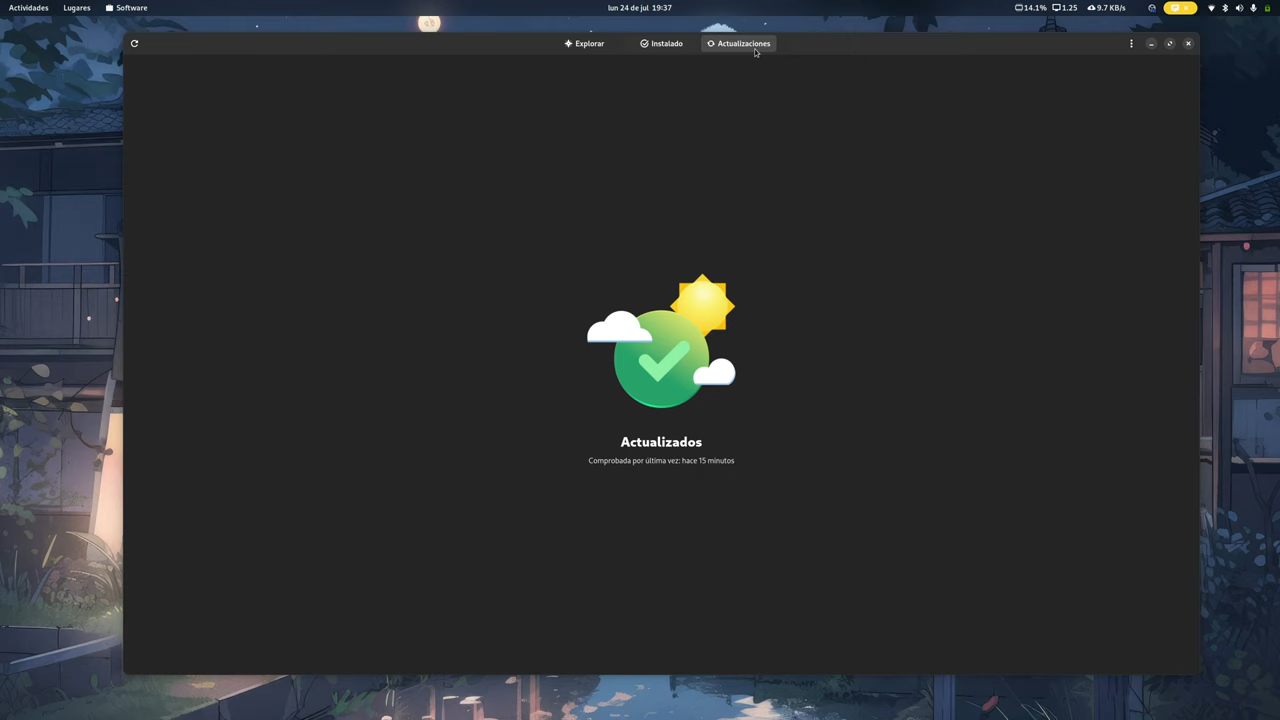 Actividades Lugares Software lun 24 de jul 19:37 14.1% 1.25 9.7 KB/s
Explorar Instalado Actualizaciones
Actualizados
Comprobada por última vez: hace 15 minutos